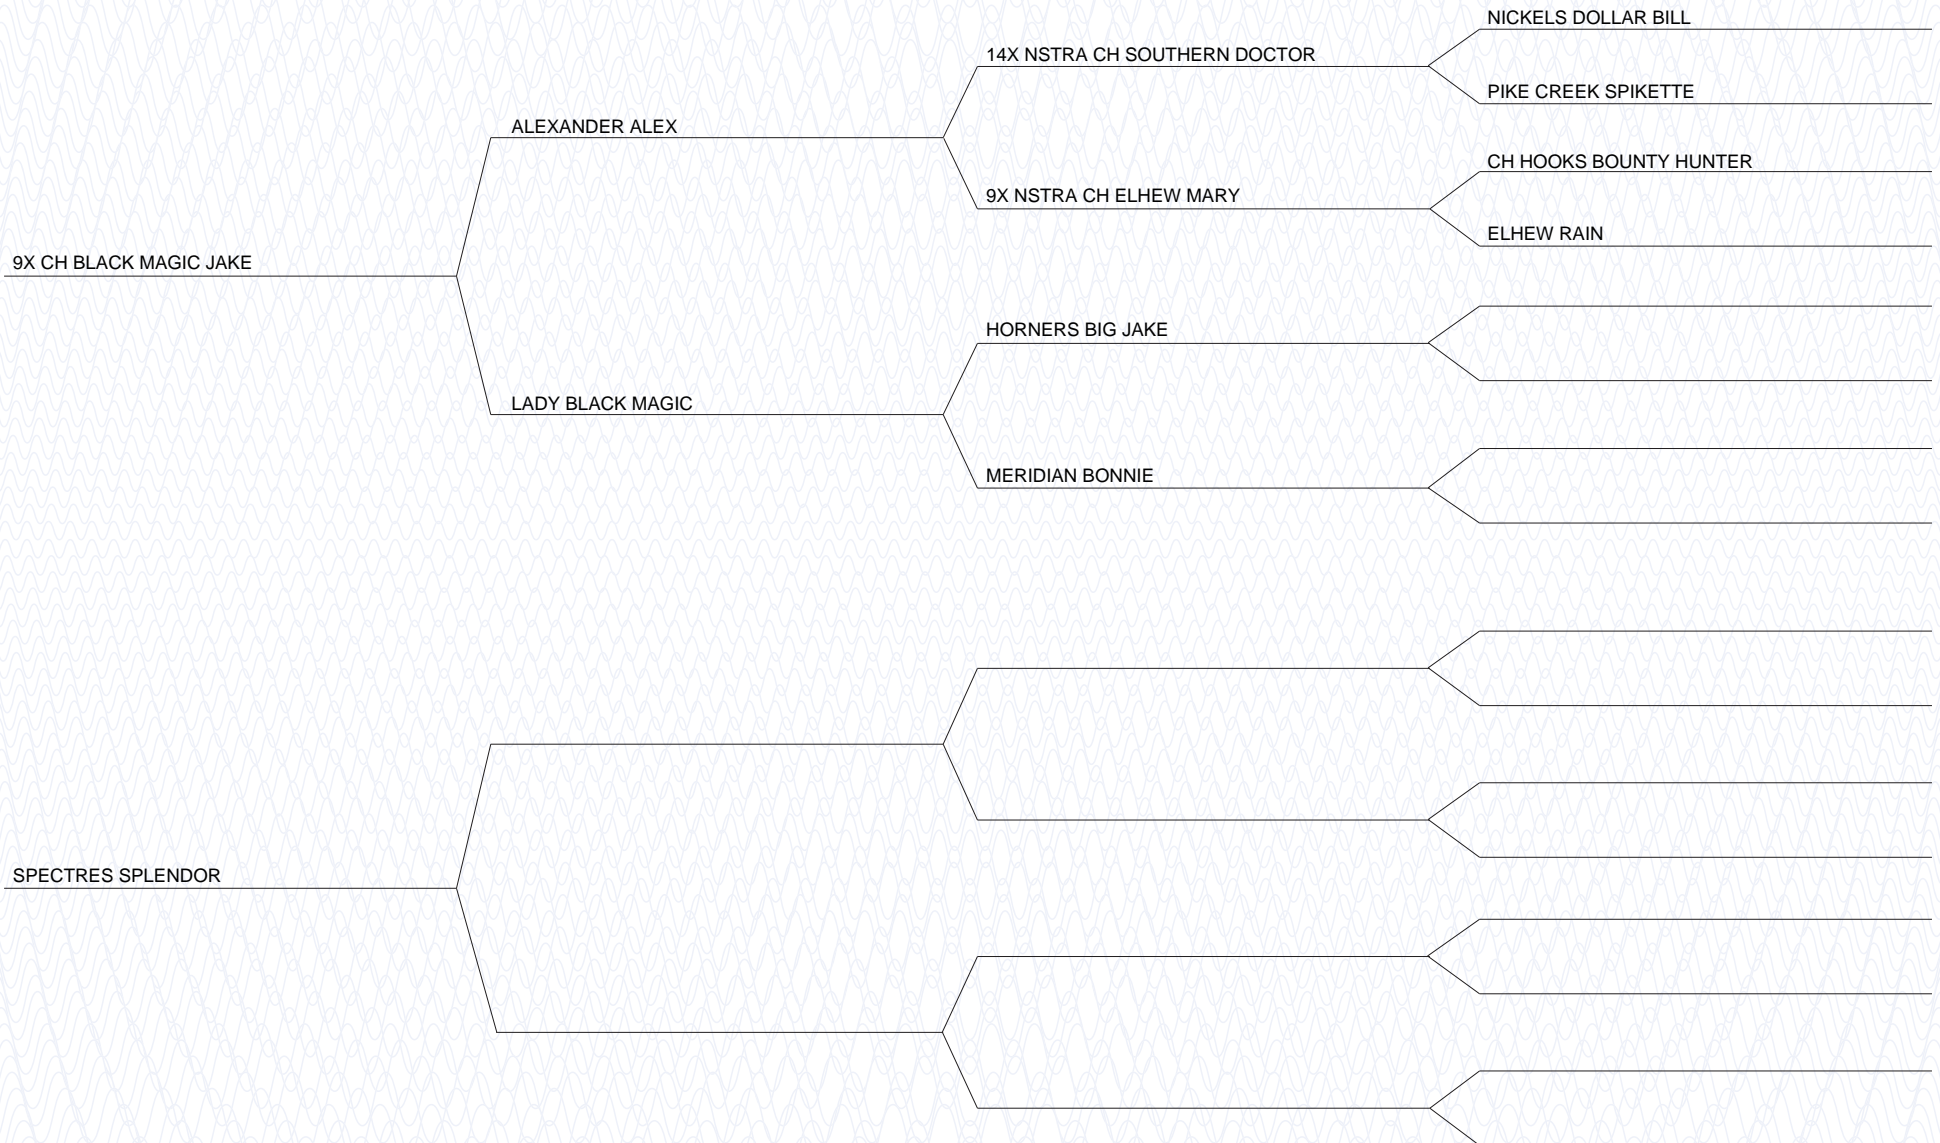 NICKELS DOLLAR BILL
14X NSTRA CH SOUTHERN DOCTOR
PIKE CREEK SPIKETTE
ALEXANDER ALEX
CH HOOKS BOUNTY HUNTER
9X NSTRA CH ELHEW MARY
ELHEW RAIN
9X CH BLACK MAGIC JAKE
HORNERS BIG JAKE
LADY BLACK MAGIC
MERIDIAN BONNIE
SPECTRES SPLENDOR